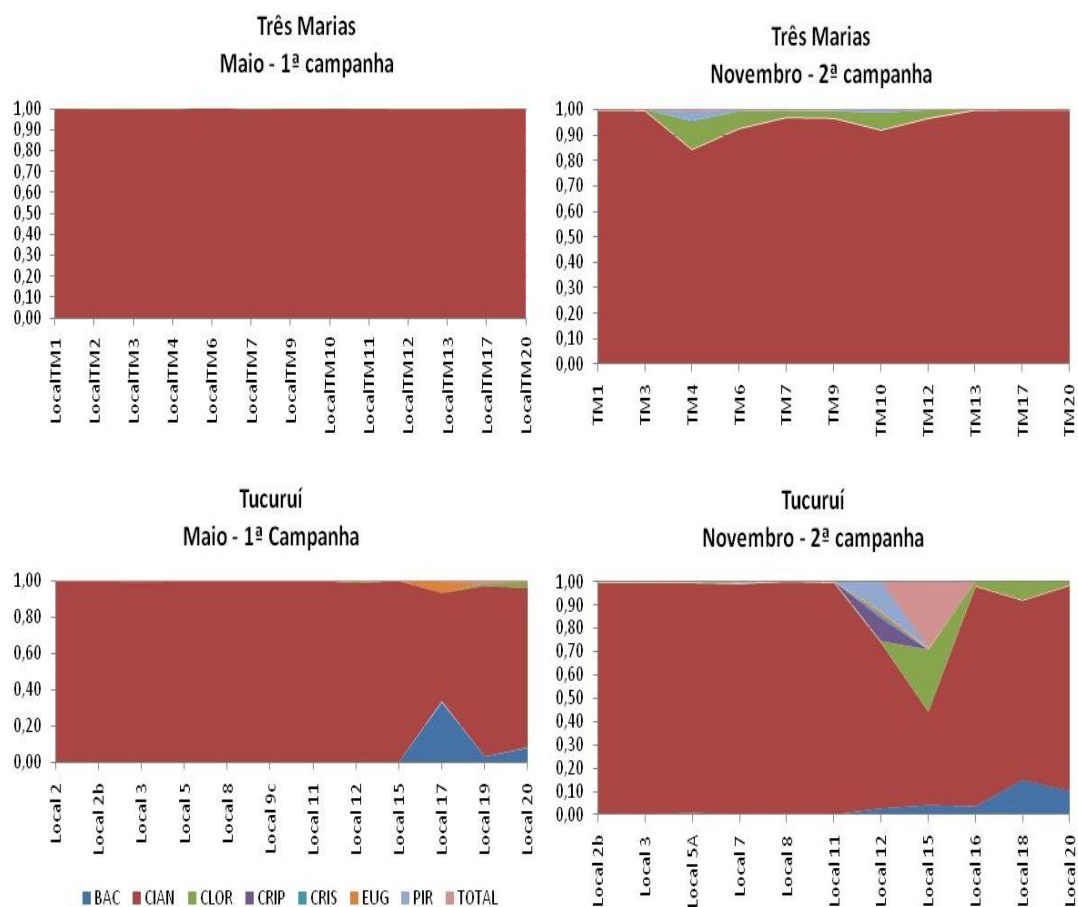 Três Marias
Maio - 1ª campanha
1,00
0,90
0,80
0,70
0,60
0,50
0,40
0,30
0,20
0,10
0,00
LocalTM1
LocalTM2
LocalTM3
LocalTM4
LocalTM6
LocalTM7
LocalTM9
LocalTM10
LocalTM11
LocalTM12
LocalTM13
LocalTM17
LocalTM20
Três Marias
Novembro - 2ª campanha
1,00
0,90
0,80
0,70
0,60
0,50
0,40
0,30
0,20
0,10
0,00
TM1
TM3
TM4
TM6
TM7
TM9
TM10
TM12
TM13
TM17
TM20
Tucuruí
Maio - 1ª Campanha
1,00
0,80
0,60
0,40
0,20
0,00
Local 2
Local 2b
Local 3
Local 5
Local 8
Local 9c
Local 11
Local 12
Local 15
Local 17
Local 19
Local 20
Tucuruí
Novembro - 2ª campanha
1,00
0,90
0,80
0,70
0,60
0,50
0,40
0,30
0,20
0,10
0,00
Local 2b
Local 3
Local 5A
Local 7
Local 8
Local 11
Local 12
Local 15
Local 16
Local 18
Local 20
BAC CIAN CLOR CRIP CRIS EUG PIR TOTAL